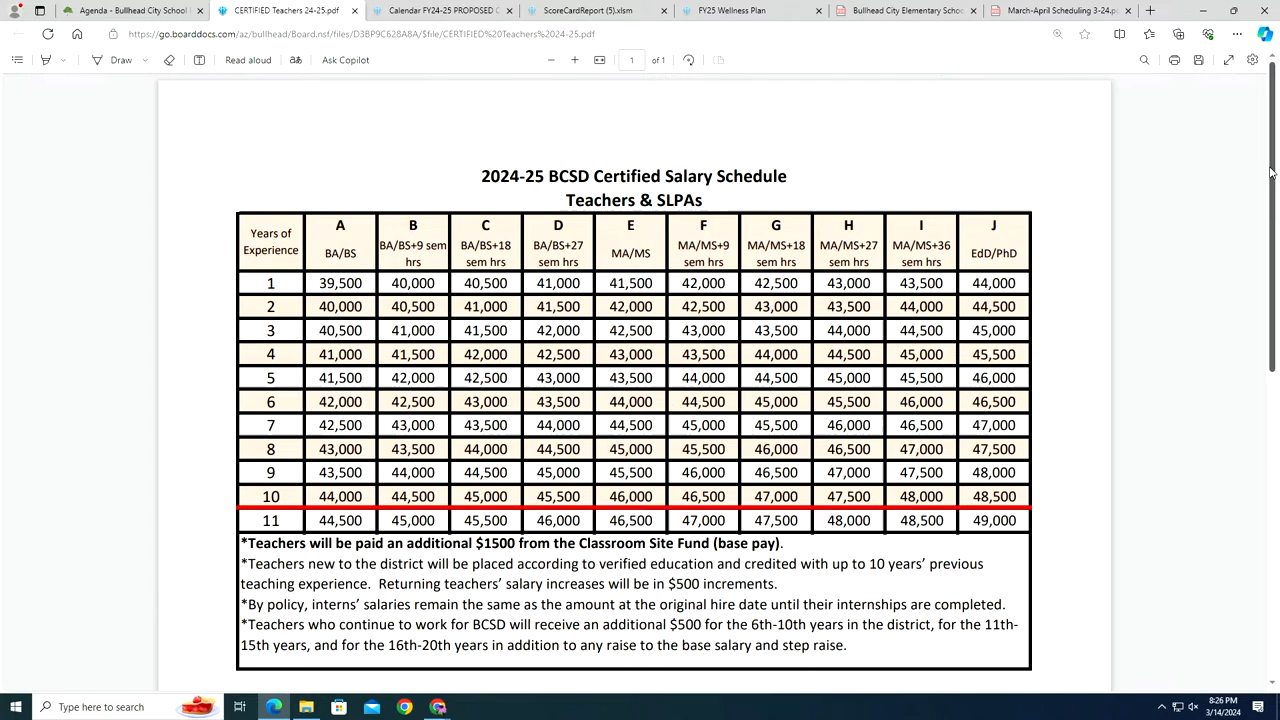 Agenda - Bullhead City School
CERTIFIED Teachers 24-25.pdf
Calendar FY24-25 PROPOSED C
ScoreCardReport (5).xlsm
FY25 Wellness Plan
Bullhead City Elementary Schoo
March-April Scheduling 3-24.pdf
https://go.boarddocs.com/az/bullhead/Board.nsf/files/D3BP9C628A8A/$file/CERTIFIED%20Teachers%2024-25.pdf
Draw Read aloud Ask Copilot 1 of 1
2024-25 BCSD Certified Salary Schedule
Teachers & SLPAs
Years of Experience A BA/BS B BA/BS+9 sem hrs C BA/BS+18 sem hrs D BA/BS+27 sem hrs E MA/MS F MA/MS+9 sem hrs G MA/MS+18 sem hrs H MA/MS+27 sem hrs I MA/MS+36 sem hrs J EdD/PhD
1 39,500 40,000 40,500 41,000 41,500 42,000 42,500 43,000 43,500 44,000
2 40,000 40,500 41,000 41,500 42,000 42,500 43,000 43,500 44,000 44,500
3 40,500 41,000 41,500 42,000 42,500 43,000 43,500 44,000 44,500 45,000
4 41,000 41,500 42,000 42,500 43,000 43,500 44,000 44,500 45,000 45,500
5 41,500 42,000 42,500 43,000 43,500 44,000 44,500 45,000 45,500 46,000
6 42,000 42,500 43,000 43,500 44,000 44,500 45,000 45,500 46,000 46,500
7 42,500 43,000 43,500 44,000 44,500 45,000 45,500 46,000 46,500 47,000
8 43,000 43,500 44,000 44,500 45,000 45,500 46,000 46,500 47,000 47,500
9 43,500 44,000 44,500 45,000 45,500 46,000 46,500 47,000 47,500 48,000
10 44,000 44,500 45,000 45,500 46,000 46,500 47,000 47,500 48,000 48,500
11 44,500 45,000 45,500 46,000 46,500 47,000 47,500 48,000 48,500 49,000
*Teachers will be paid an additional $1500 from the Classroom Site Fund (base pay).
*Teachers new to the district will be placed according to verified education and credited with up to 10 years' previous
teaching experience. Returning teachers' salary increases will be in $500 increments.
*By policy, interns' salaries remain the same as the amount at the original hire date until their internships are completed.
*Teachers who continue to work for BCSD will receive an additional $500 for the 6th-10th years in the district, for the 11th-
15th years, and for the 16th-20th years in addition to any raise to the base salary and step raise.
Type here to search
8:26 PM
3/14/2024